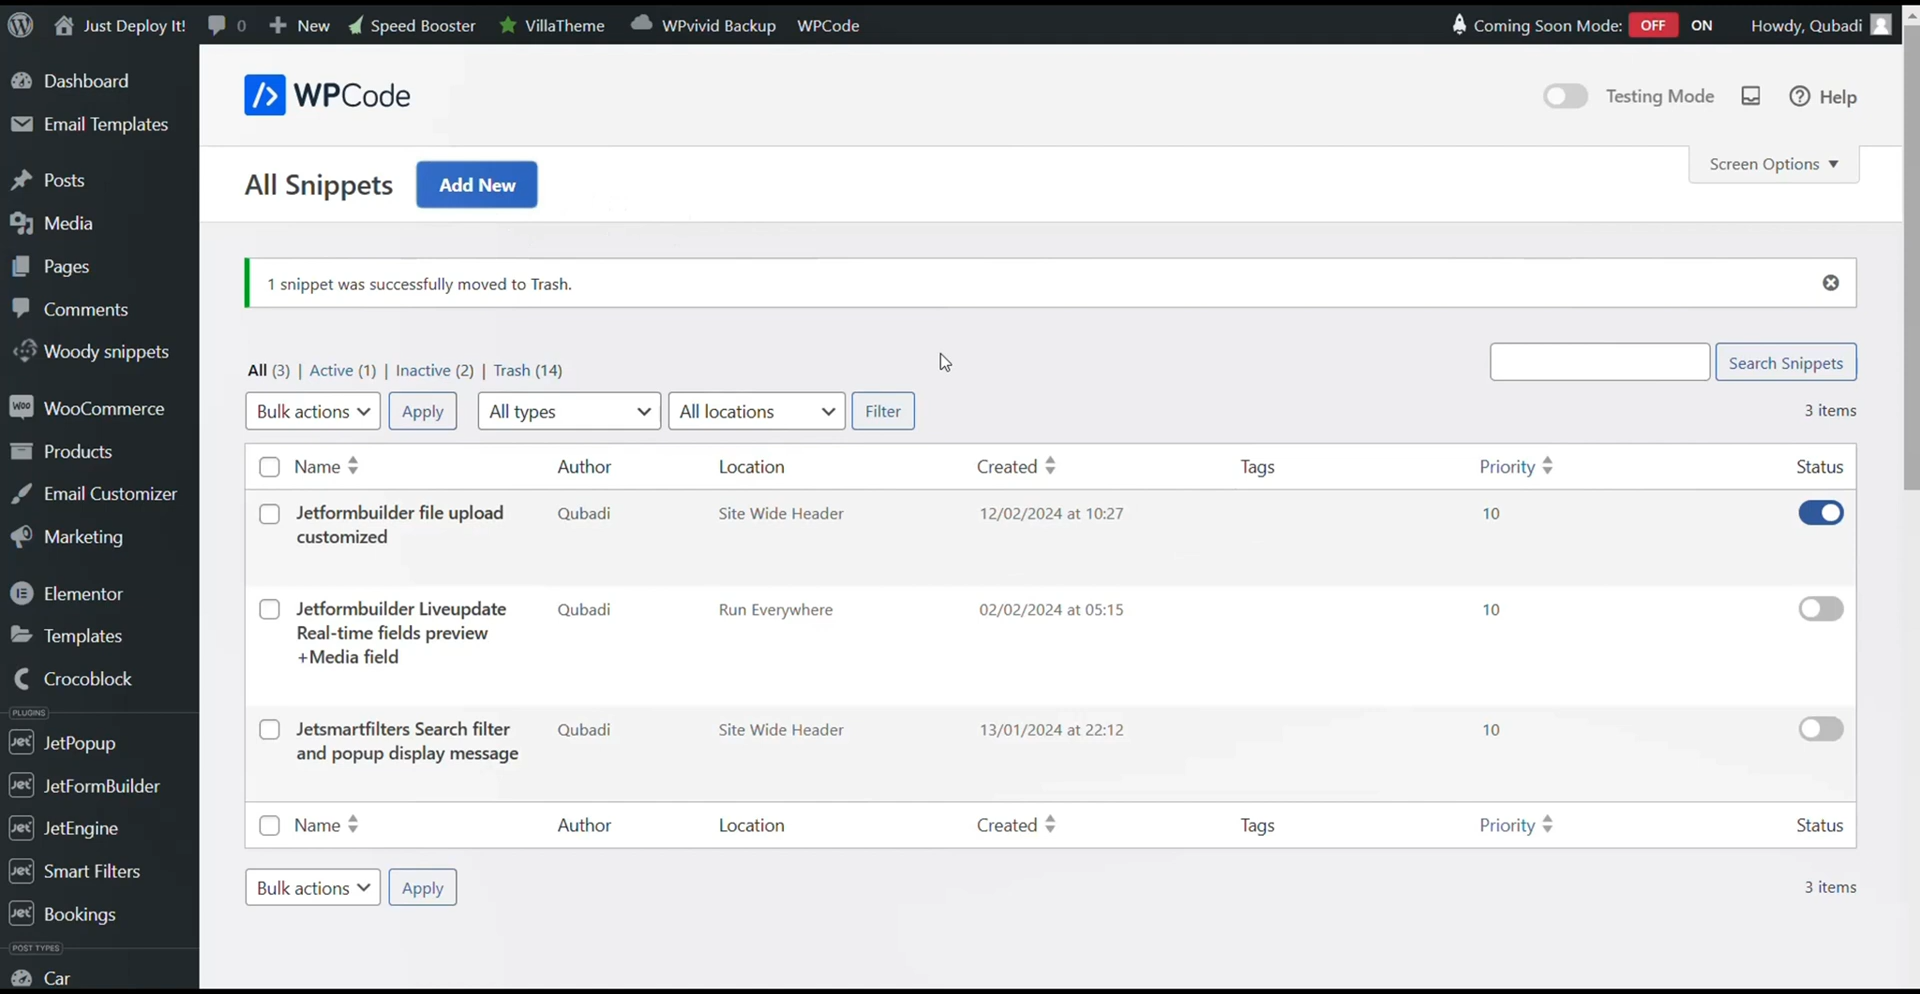 Just Deploy It! 0 New Speed Booster VillaTheme WPvivid Backup WPCode Coming Soon Mode: OFF ON Howdy, Qubadi
Dashboard
Email Templates
Posts
Media
Pages
Comments
Woody snippets
WooCommerce
Products
Email Customizer
Marketing
Elementor
Templates
Crocoblock
PLUGINS
JetPopup
JetFormBuilder
JetEngine
Smart Filters
Bookings
POST TYPES
Car
WPCode
Testing Mode Help
All Snippets Add New
Screen Options
1 snippet was successfully moved to Trash.
All (3) | Active (1) | Inactive (2) | Trash (14)
Search Snippets
Bulk actions Apply All types All locations Filter 3 items
Name Author Location Created Tags Priority Status
Jetformbuilder file upload Qubadi Site Wide Header 12/02/2024 at 10:27 10
customized
Jetformbuilder Liveupdate Qubadi Run Everywhere 02/02/2024 at 05:15 10
Real-time fields preview
+Media field
Jetsmartfilters Search filter Qubadi Site Wide Header 13/01/2024 at 22:12 10
and popup display message
Name Author Location Created Tags Priority Status
Bulk actions Apply 3 items